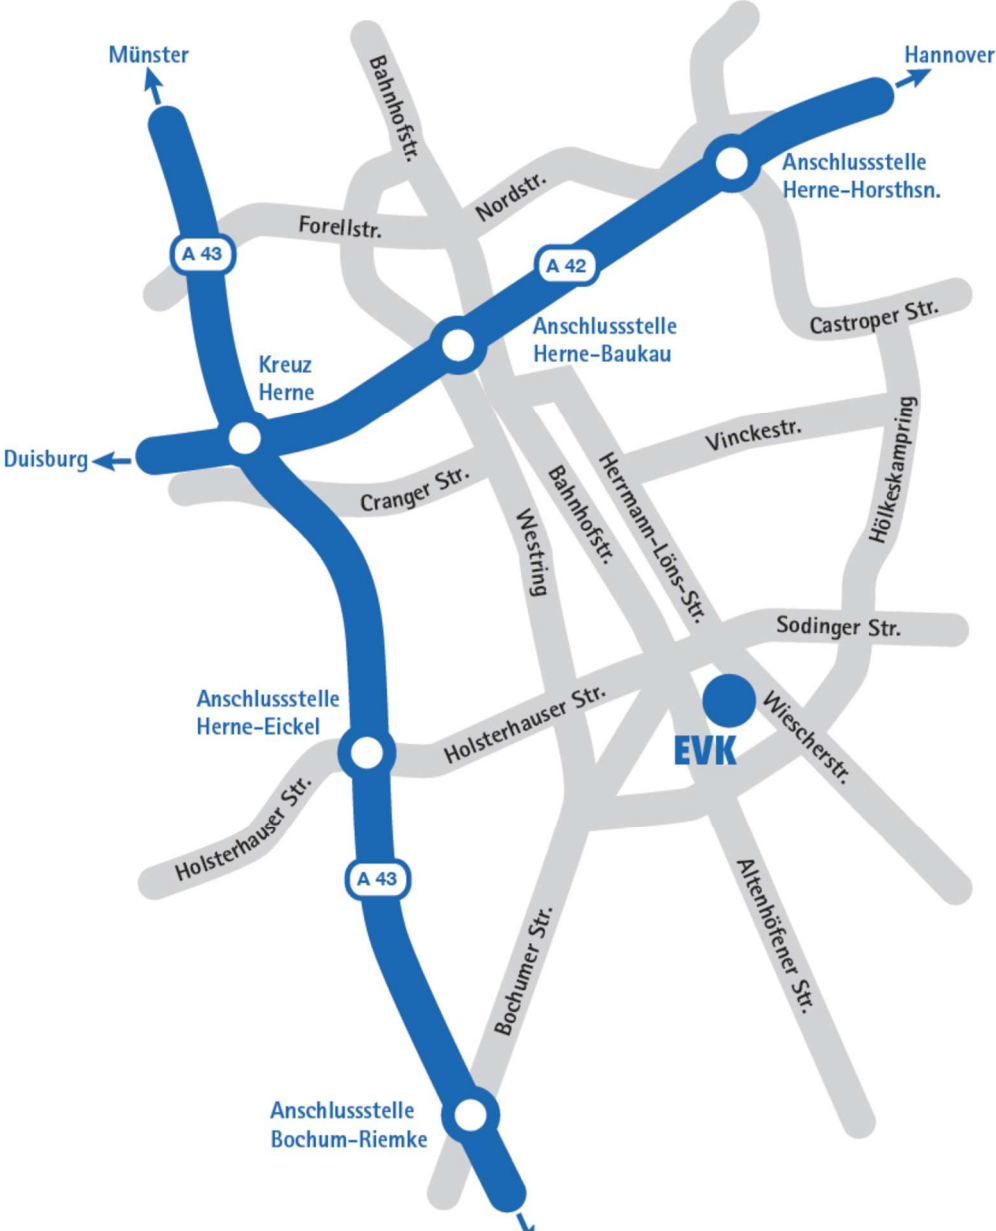 Münster
Hannover
Bahnhofstr.
Anschlussstelle
Herne-Horsthsn.
Nordstr.
Forellstr.
A 43
A 42
Castroper Str.
Anschlussstelle
Herne-Baukau
Kreuz
Herne
Duisburg
Vinckestr.
Hölkeskampring
Cranger Str.
Westring
Bahnhofstr.
Herrmann-Löns-Str.
Sodinger Str.
Anschlussstelle
Herne-Eickel
Holsterhauser Str.
EVK
Wiescherstr.
Holsterhauser Str.
A 43
Altenhöfener Str.
Bochumer Str.
Anschlussstelle
Bochum-Riemke